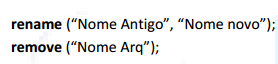 rename (“Nome Antigo”, “Nome novo”);
remove (“Nome Arq”);